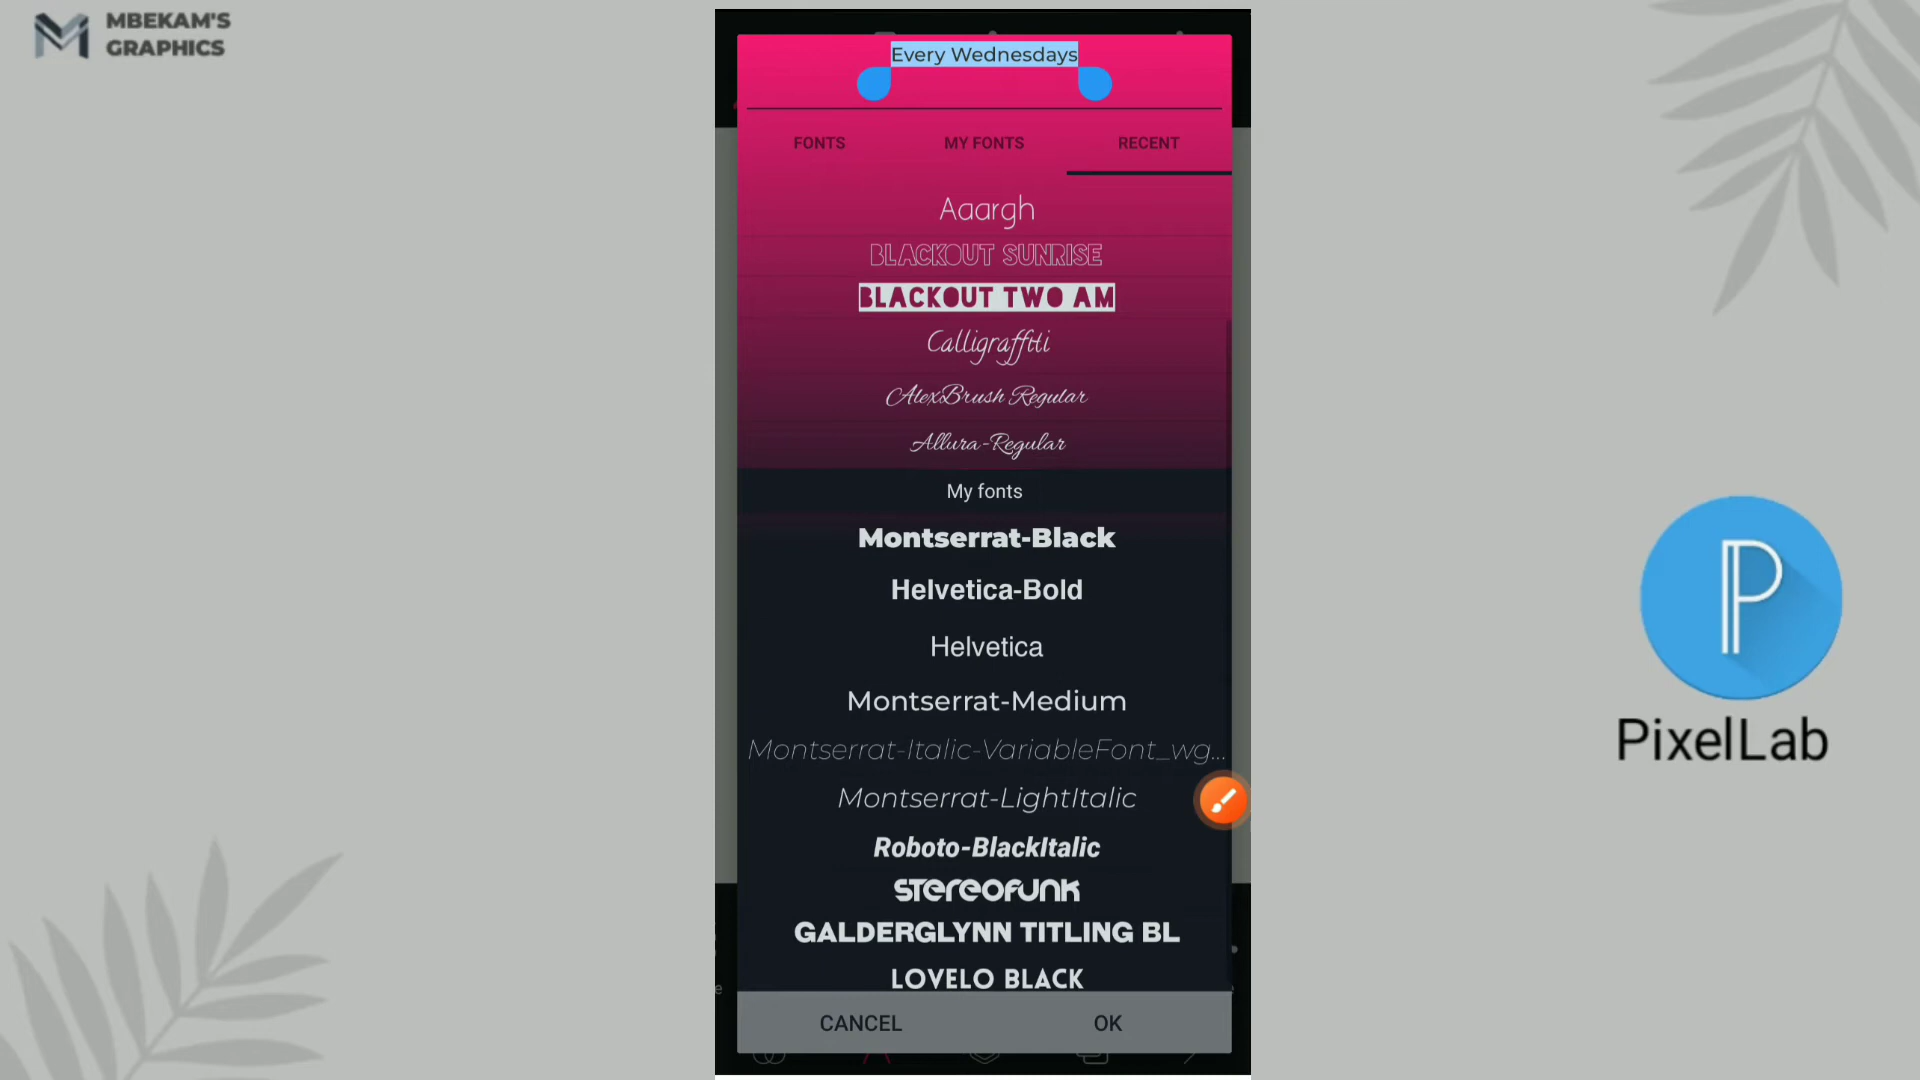 MBEKAM'S
GRAPHICS
Every Wednesdays
FONTS MY FONTS RECENT
Aaargh
BLACKOUT SUNRISE
BLACKOUT TWO AM
Calligraffiti
AlexBrush Regular
Allura-Regular
My fonts
Montserrat-Black
Helvetica-Bold
Helvetica
Montserrat-Medium
Montserrat-Italic-VariableFont_wg...
Montserrat-LightItalic
Roboto-BlackItalic
stereofunk
GALDERGLYNN TITLING BL
LOVELO BLACK
CANCEL OK
PixelLab